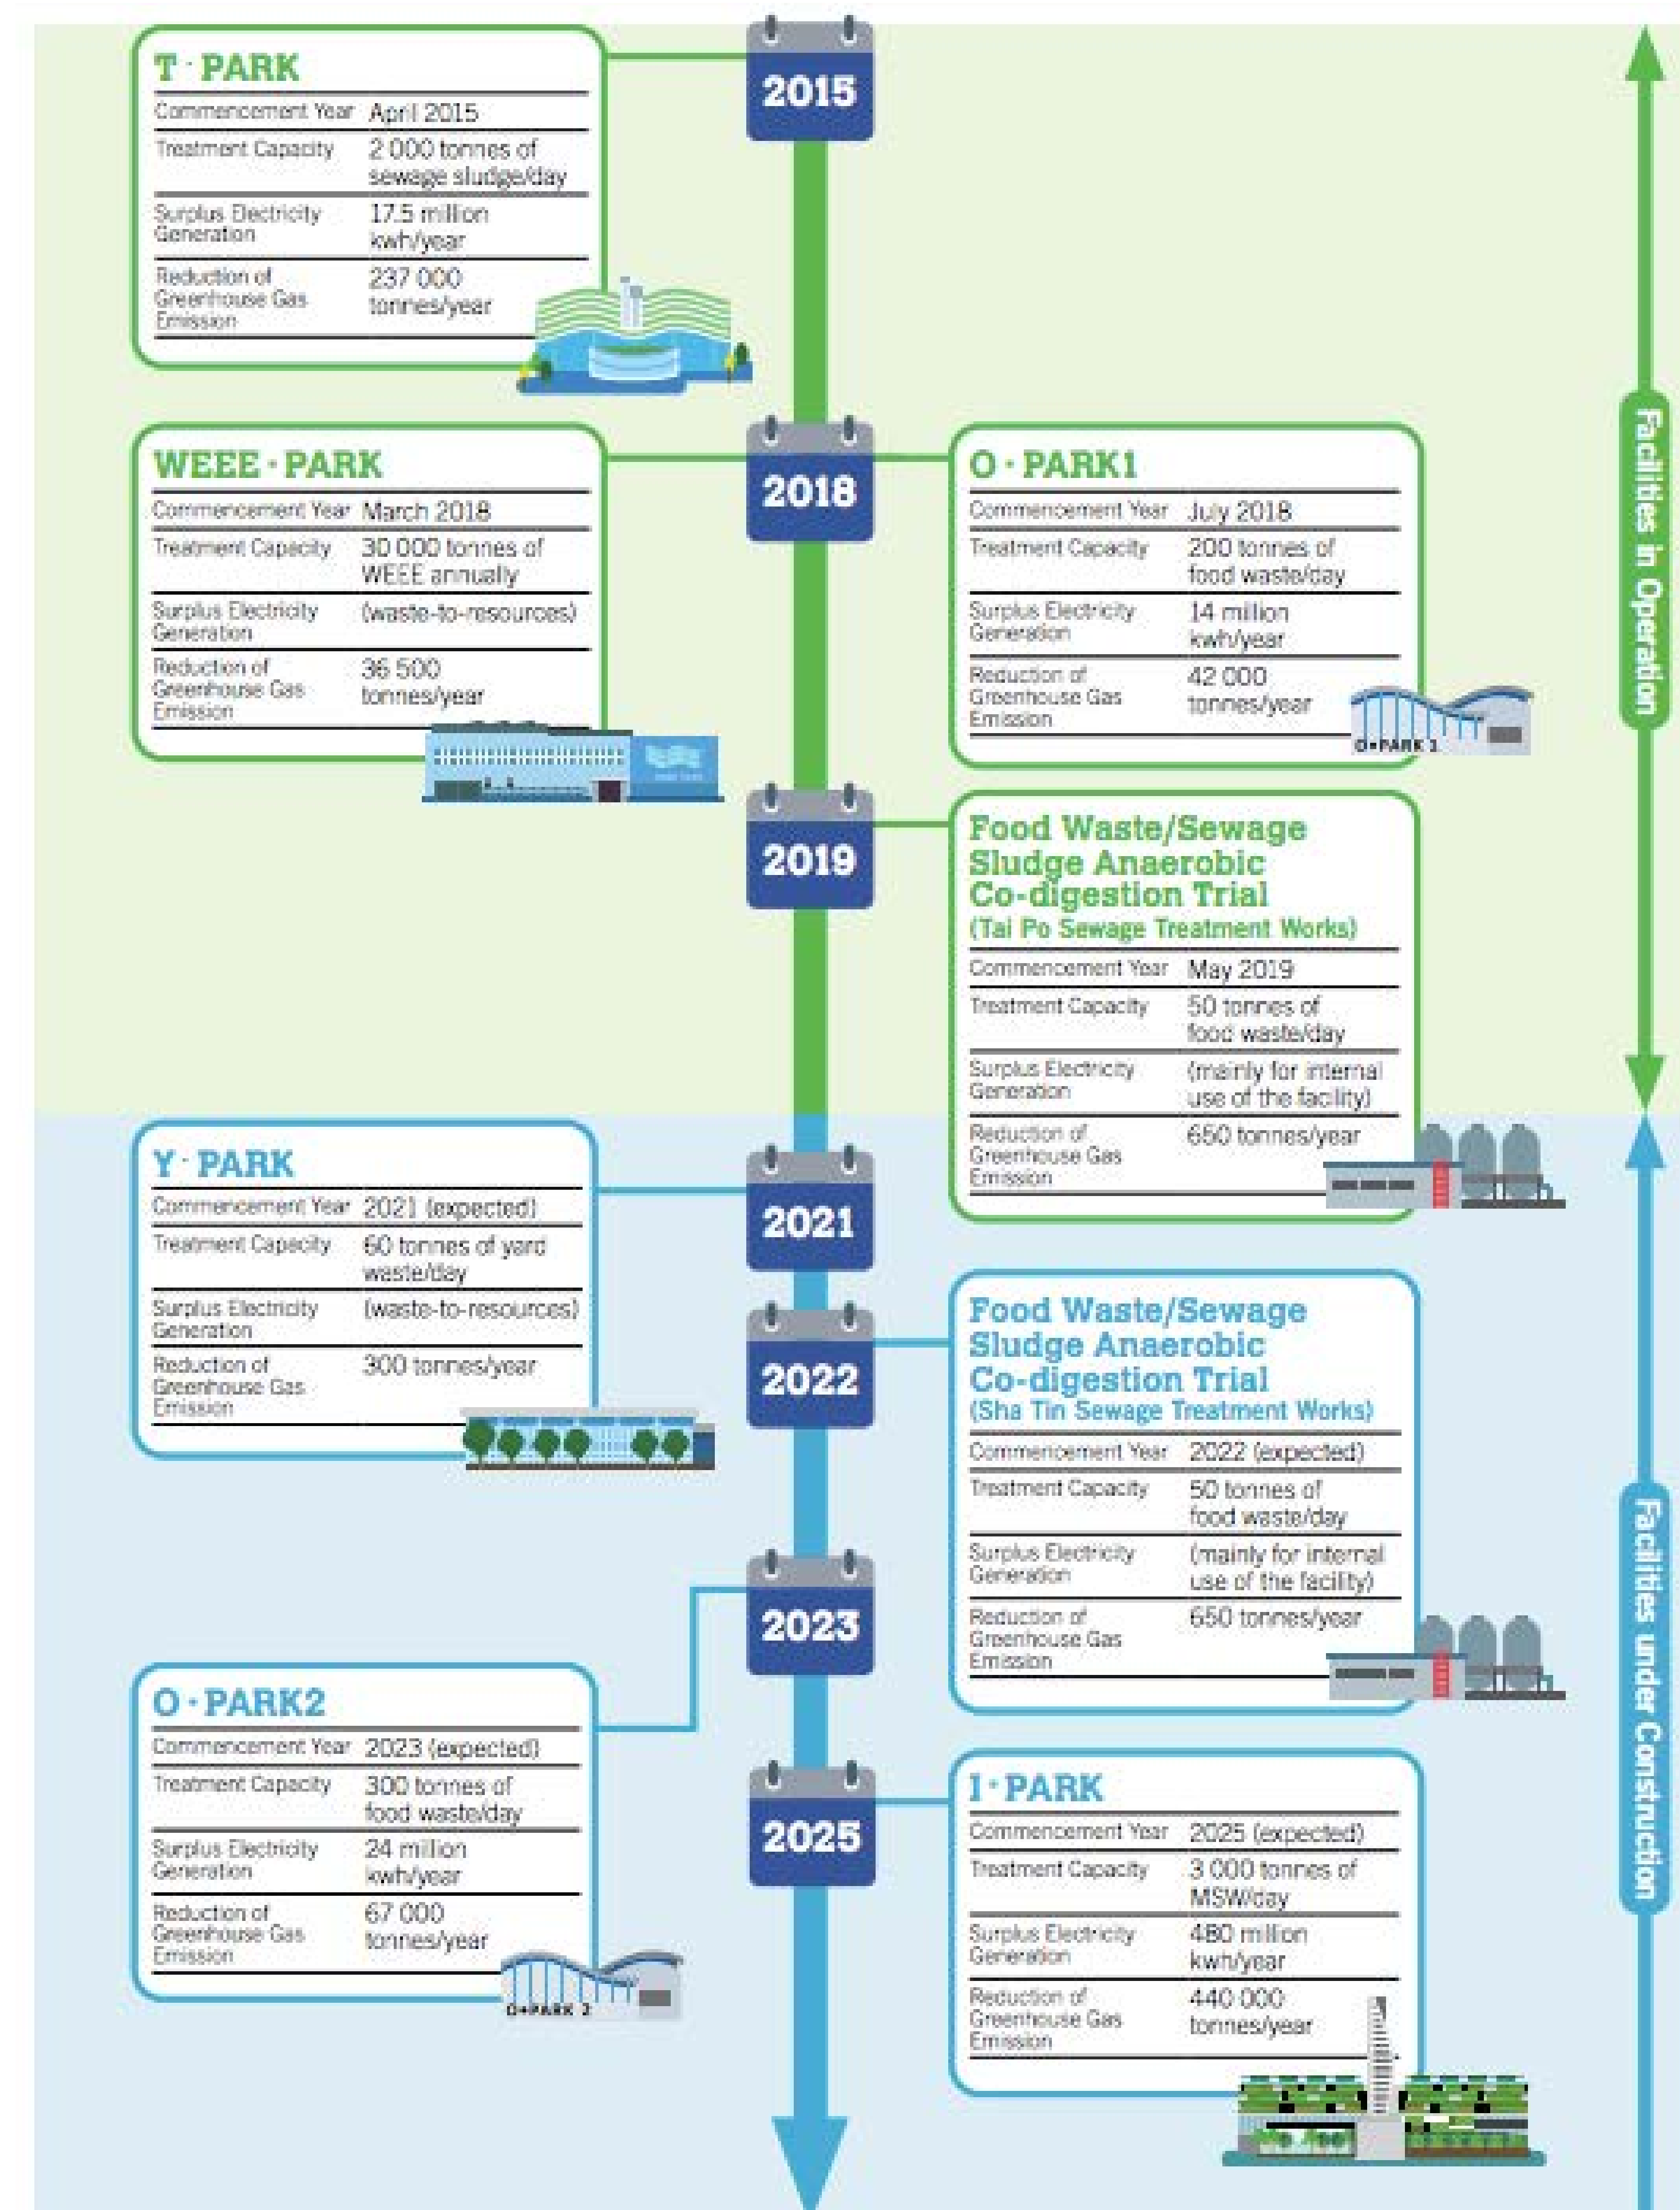 T · PARK
Commencement Year April 2015
Treatment Capacity 2 000 tonnes of
sewage sludge/day
Surplus Electricity 17.5 million
Generation kwh/year
Reduction of 237 000
Greenhouse Gas tonnes/year
Emission
2015
WEEE · PARK
Commencement Year March 2018
Treatment Capacity 30 000 tonnes of
WEEE annually
Surplus Electricity (waste-to-resources)
Generation
Reduction of 36 500
Greenhouse Gas tonnes/year
Emission
2018
O · PARK1
Commencement Year July 2018
Treatment Capacity 200 tonnes of
food waste/day
Surplus Electricity 14 million
Generation kwh/year
Reduction of 42 000
Greenhouse Gas tonnes/year
Emission
O•PARK 1
2019
Food Waste/Sewage
Sludge Anaerobic
Co-digestion Trial
(Tai Po Sewage Treatment Works)
Commencement Year May 2019
Treatment Capacity 50 tonnes of
food waste/day
Surplus Electricity (mainly for internal
Generation use of the facility)
Reduction of 650 tonnes/year
Greenhouse Gas
Emission
Facilities in Operation
Y · PARK
Commencement Year 2021 (expected)
Treatment Capacity 60 tonnes of yard
waste/day
Surplus Electricity (waste-to-resources)
Generation
Reduction of 300 tonnes/year
Greenhouse Gas
Emission
2021
2022
Food Waste/Sewage
Sludge Anaerobic
Co-digestion Trial
(Sha Tin Sewage Treatment Works)
Commencement Year 2022 (expected)
Treatment Capacity 50 tonnes of
food waste/day
Surplus Electricity (mainly for internal
Generation use of the facility)
Reduction of 650 tonnes/year
Greenhouse Gas
Emission
2023
O · PARK2
Commencement Year 2023 (expected)
Treatment Capacity 300 tonnes of
food waste/day
Surplus Electricity 24 million
Generation kwh/year
Reduction of 67 000
Greenhouse Gas tonnes/year
Emission
O•PARK 2
2025
I · PARK
Commencement Year 2025 (expected)
Treatment Capacity 3 000 tonnes of
MSW/day
Surplus Electricity 480 million
Generation kwh/year
Reduction of 440 000
Greenhouse Gas tonnes/year
Emission
Facilities under Construction